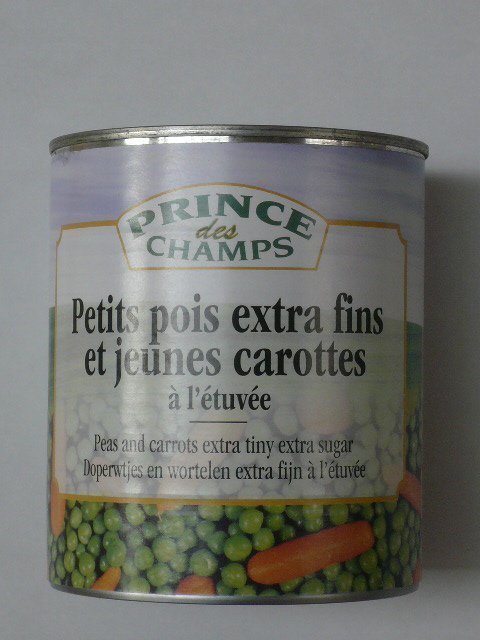 PRINCE
des
CHAMPS
Petits pois extra fins
et jeunes carottes
à l'étuvée
Peas and carrots extra tiny extra sugar
Doperwtjes en wortelen extra fijn à l'étuvée